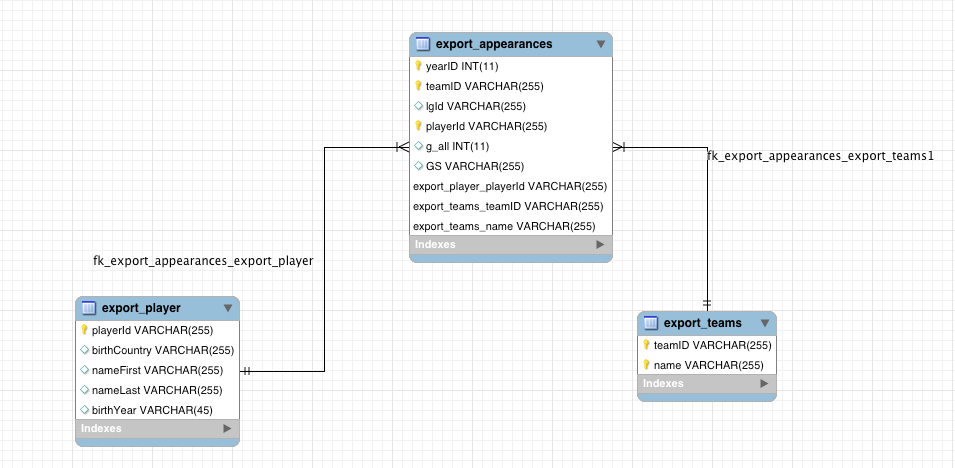 export_appearances
yearID INT(11)
teamID VARCHAR(255)
lgId VARCHAR(255)
playerId VARCHAR(255)
g_all INT(11)
GS VARCHAR(255)
export_player_playerId VARCHAR(255)
export_teams_teamID VARCHAR(255)
export_teams_name VARCHAR(255)
Indexes
fk_export_appearances_export_teams1
fk_export_appearances_export_player
export_player
playerId VARCHAR(255)
birthCountry VARCHAR(255)
nameFirst VARCHAR(255)
nameLast VARCHAR(255)
birthYear VARCHAR(45)
Indexes
export_teams
teamID VARCHAR(255)
name VARCHAR(255)
Indexes